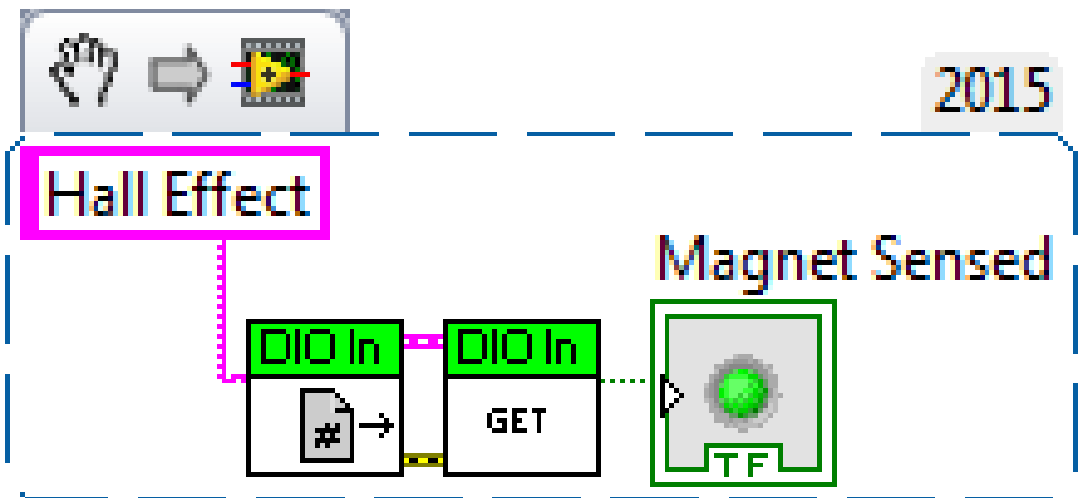 2015
Hall Effect
Magnet Sensed
DIO In DIO In
# GET
TF